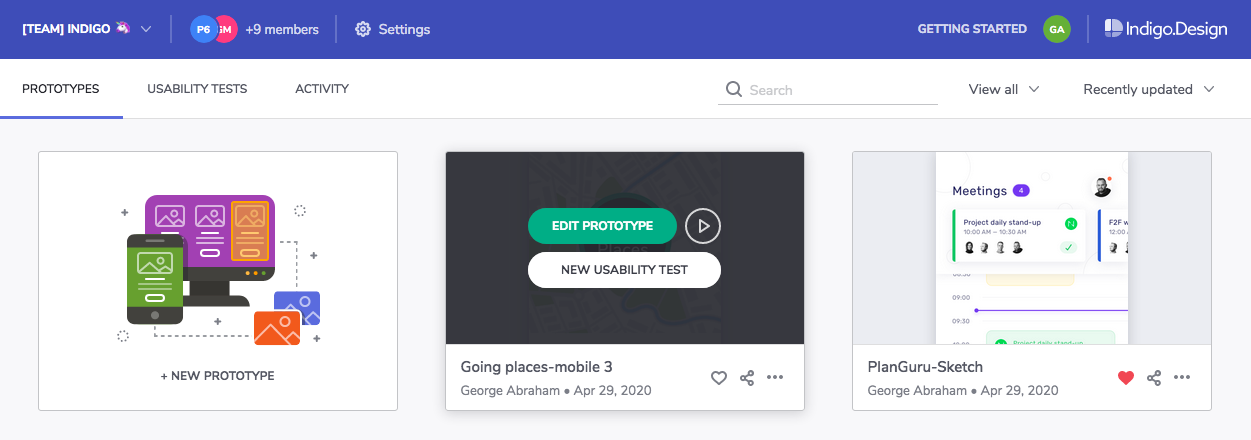 [TEAM] INDIGO 🦄
P6
GM
+9 members
Settings
GETTING STARTED
GA
Indigo.Design
PROTOTYPES
USABILITY TESTS
ACTIVITY
Search
View all
Recently updated
+ NEW PROTOTYPE
EDIT PROTOTYPE
Places
NEW USABILITY TEST
Going places-mobile 3
George Abraham • Apr 29, 2020
Meetings 4
Project daily stand-up
10:00 AM – 10:30 AM
N
F2F w
12:00
09:00
09:30
Project daily stand-up
PlanGuru-Sketch
George Abraham • Apr 29, 2020